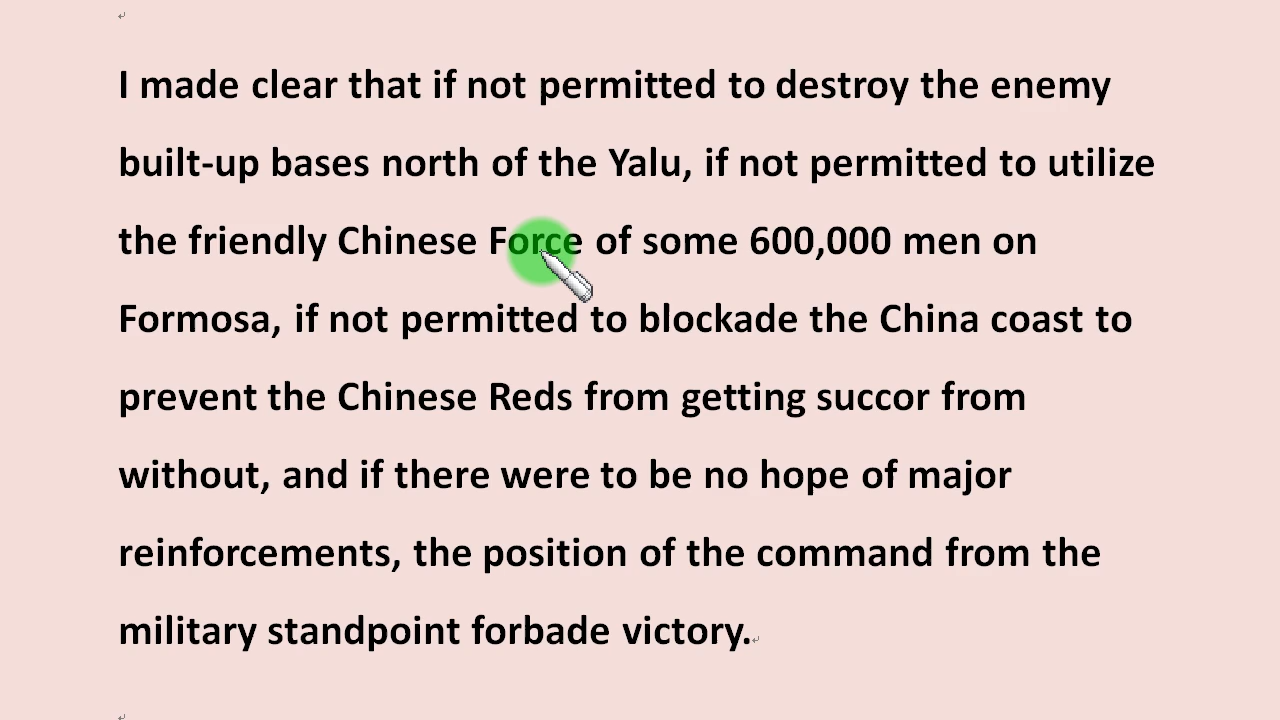 I made clear that if not permitted to destroy the enemy
built-up bases north of the Yalu, if not permitted to utilize
the friendly Chinese Force of some 600,000 men on
Formosa, if not permitted to blockade the China coast to
prevent the Chinese Reds from getting succor from
without, and if there were to be no hope of major
reinforcements, the position of the command from the
military standpoint forbade victory.